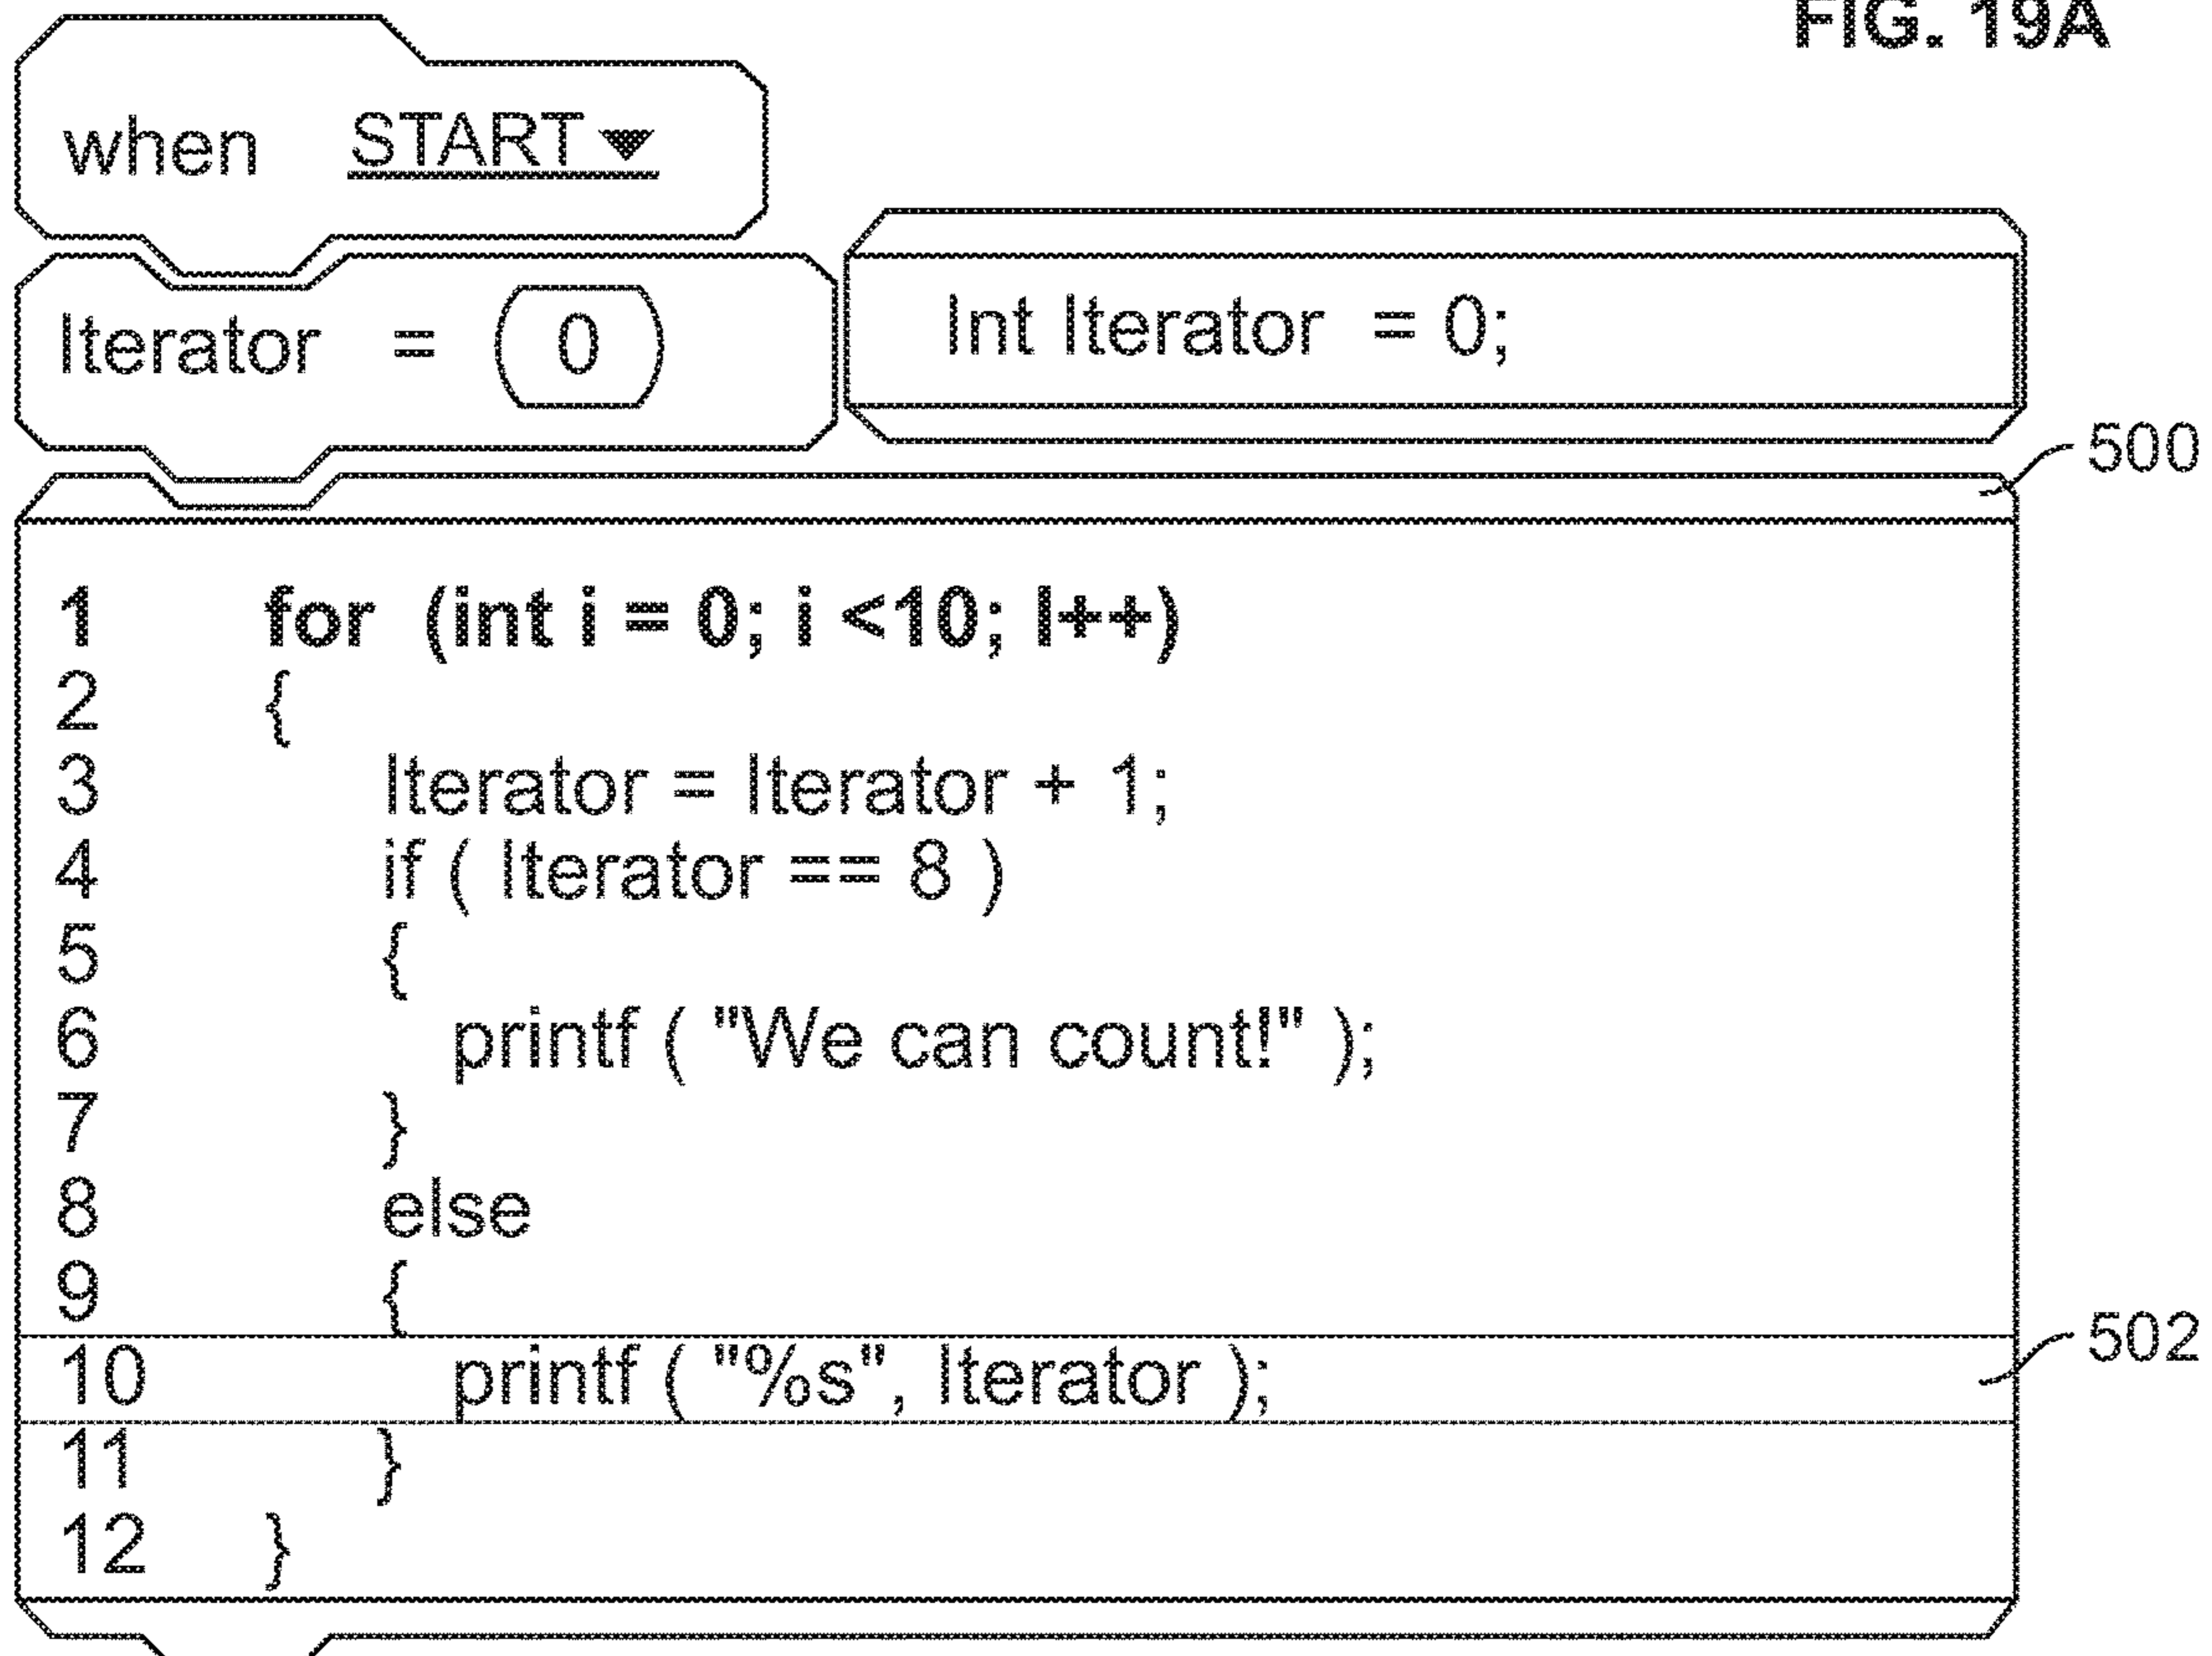 FIG. 19A
when START
Iterator = 0
Int Iterator = 0;
500
1 for (int i = 0; i <10; I++)
2 {
3 Iterator = Iterator + 1;
4 if ( Iterator == 8 )
5 {
6 printf ( "We can count!" );
7 }
8 else
9 {
10 printf ( "%s", Iterator );
502
11 }
12 }